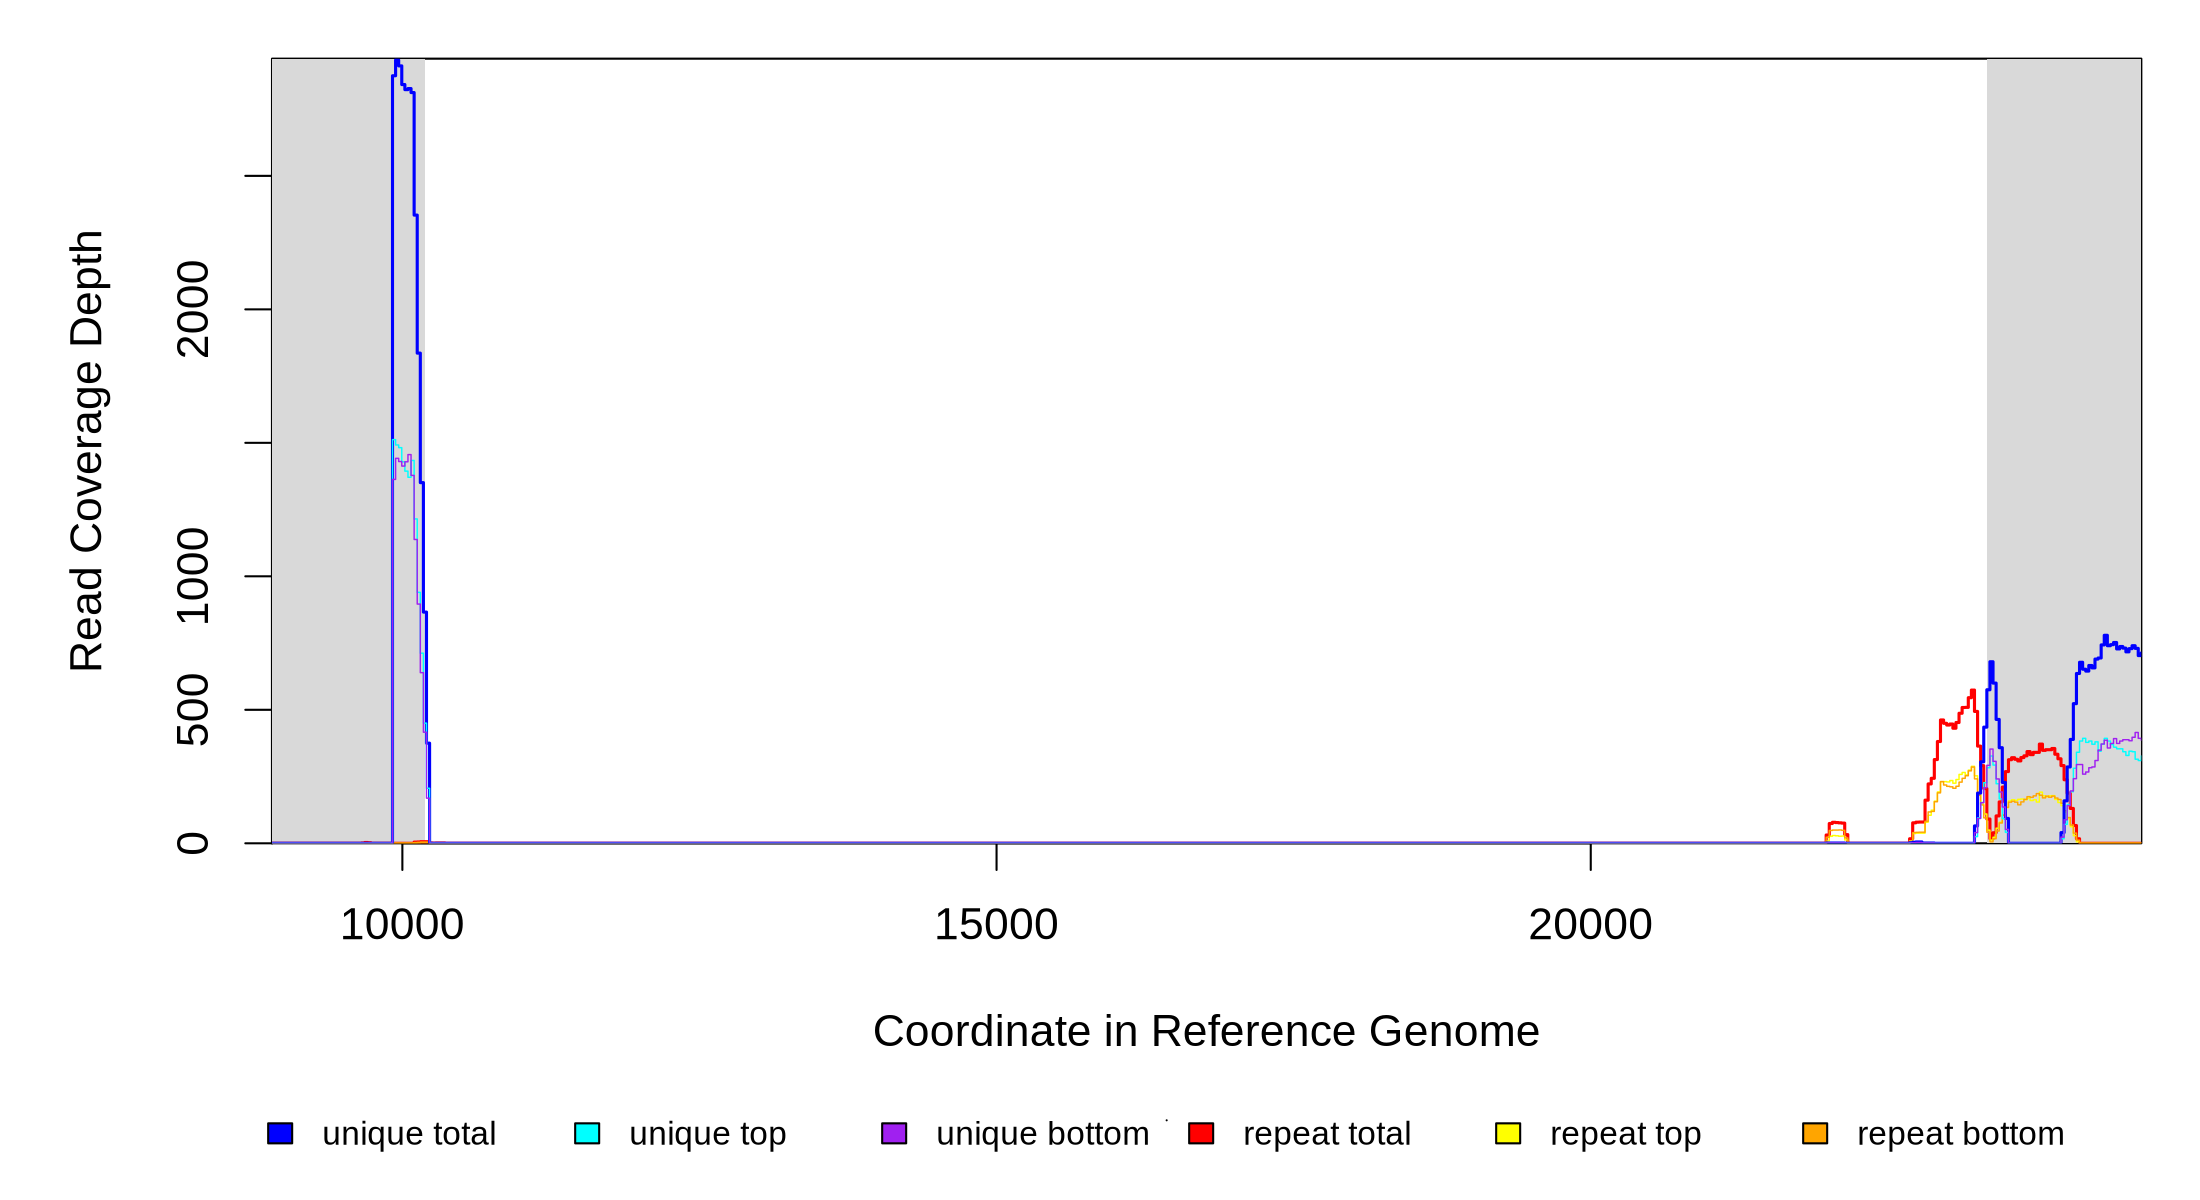 Read Coverage Depth
2000
1000
500
0
10000 15000 20000
Coordinate in Reference Genome
unique total unique top unique bottom repeat total repeat top repeat bottom